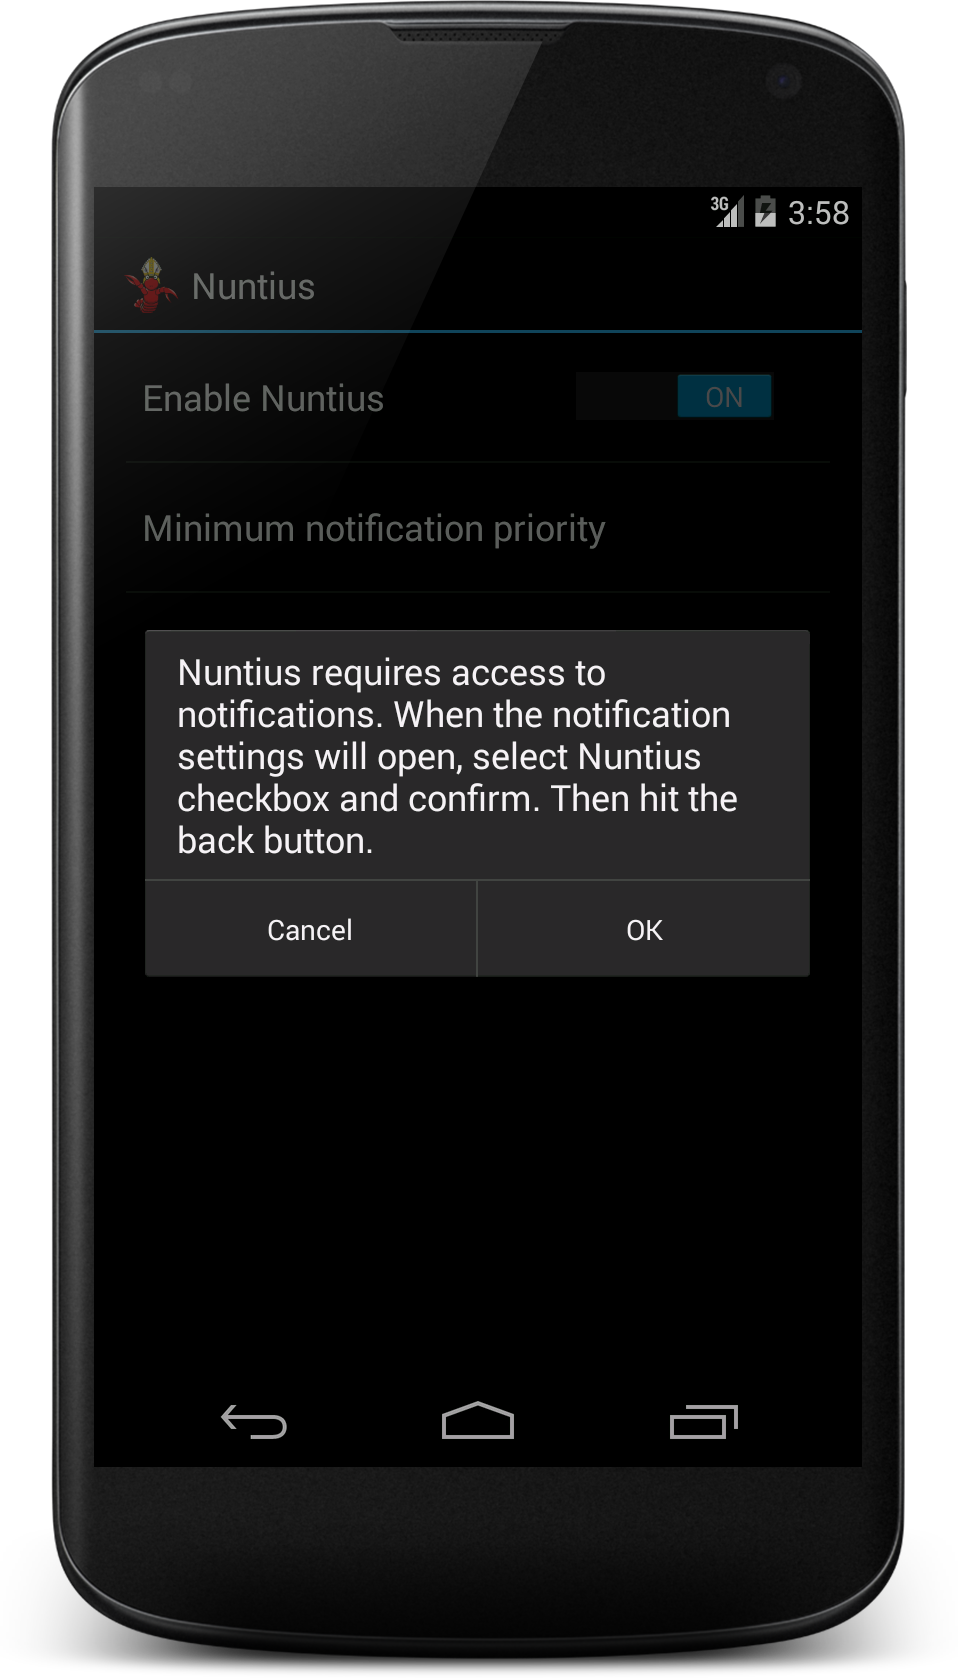 3G 3:58
Nuntius
Enable Nuntius ON
Minimum notification priority
Nuntius requires access to
notifications. When the notification
settings will open, select Nuntius
checkbox and confirm. Then hit the
back button.
Cancel OK